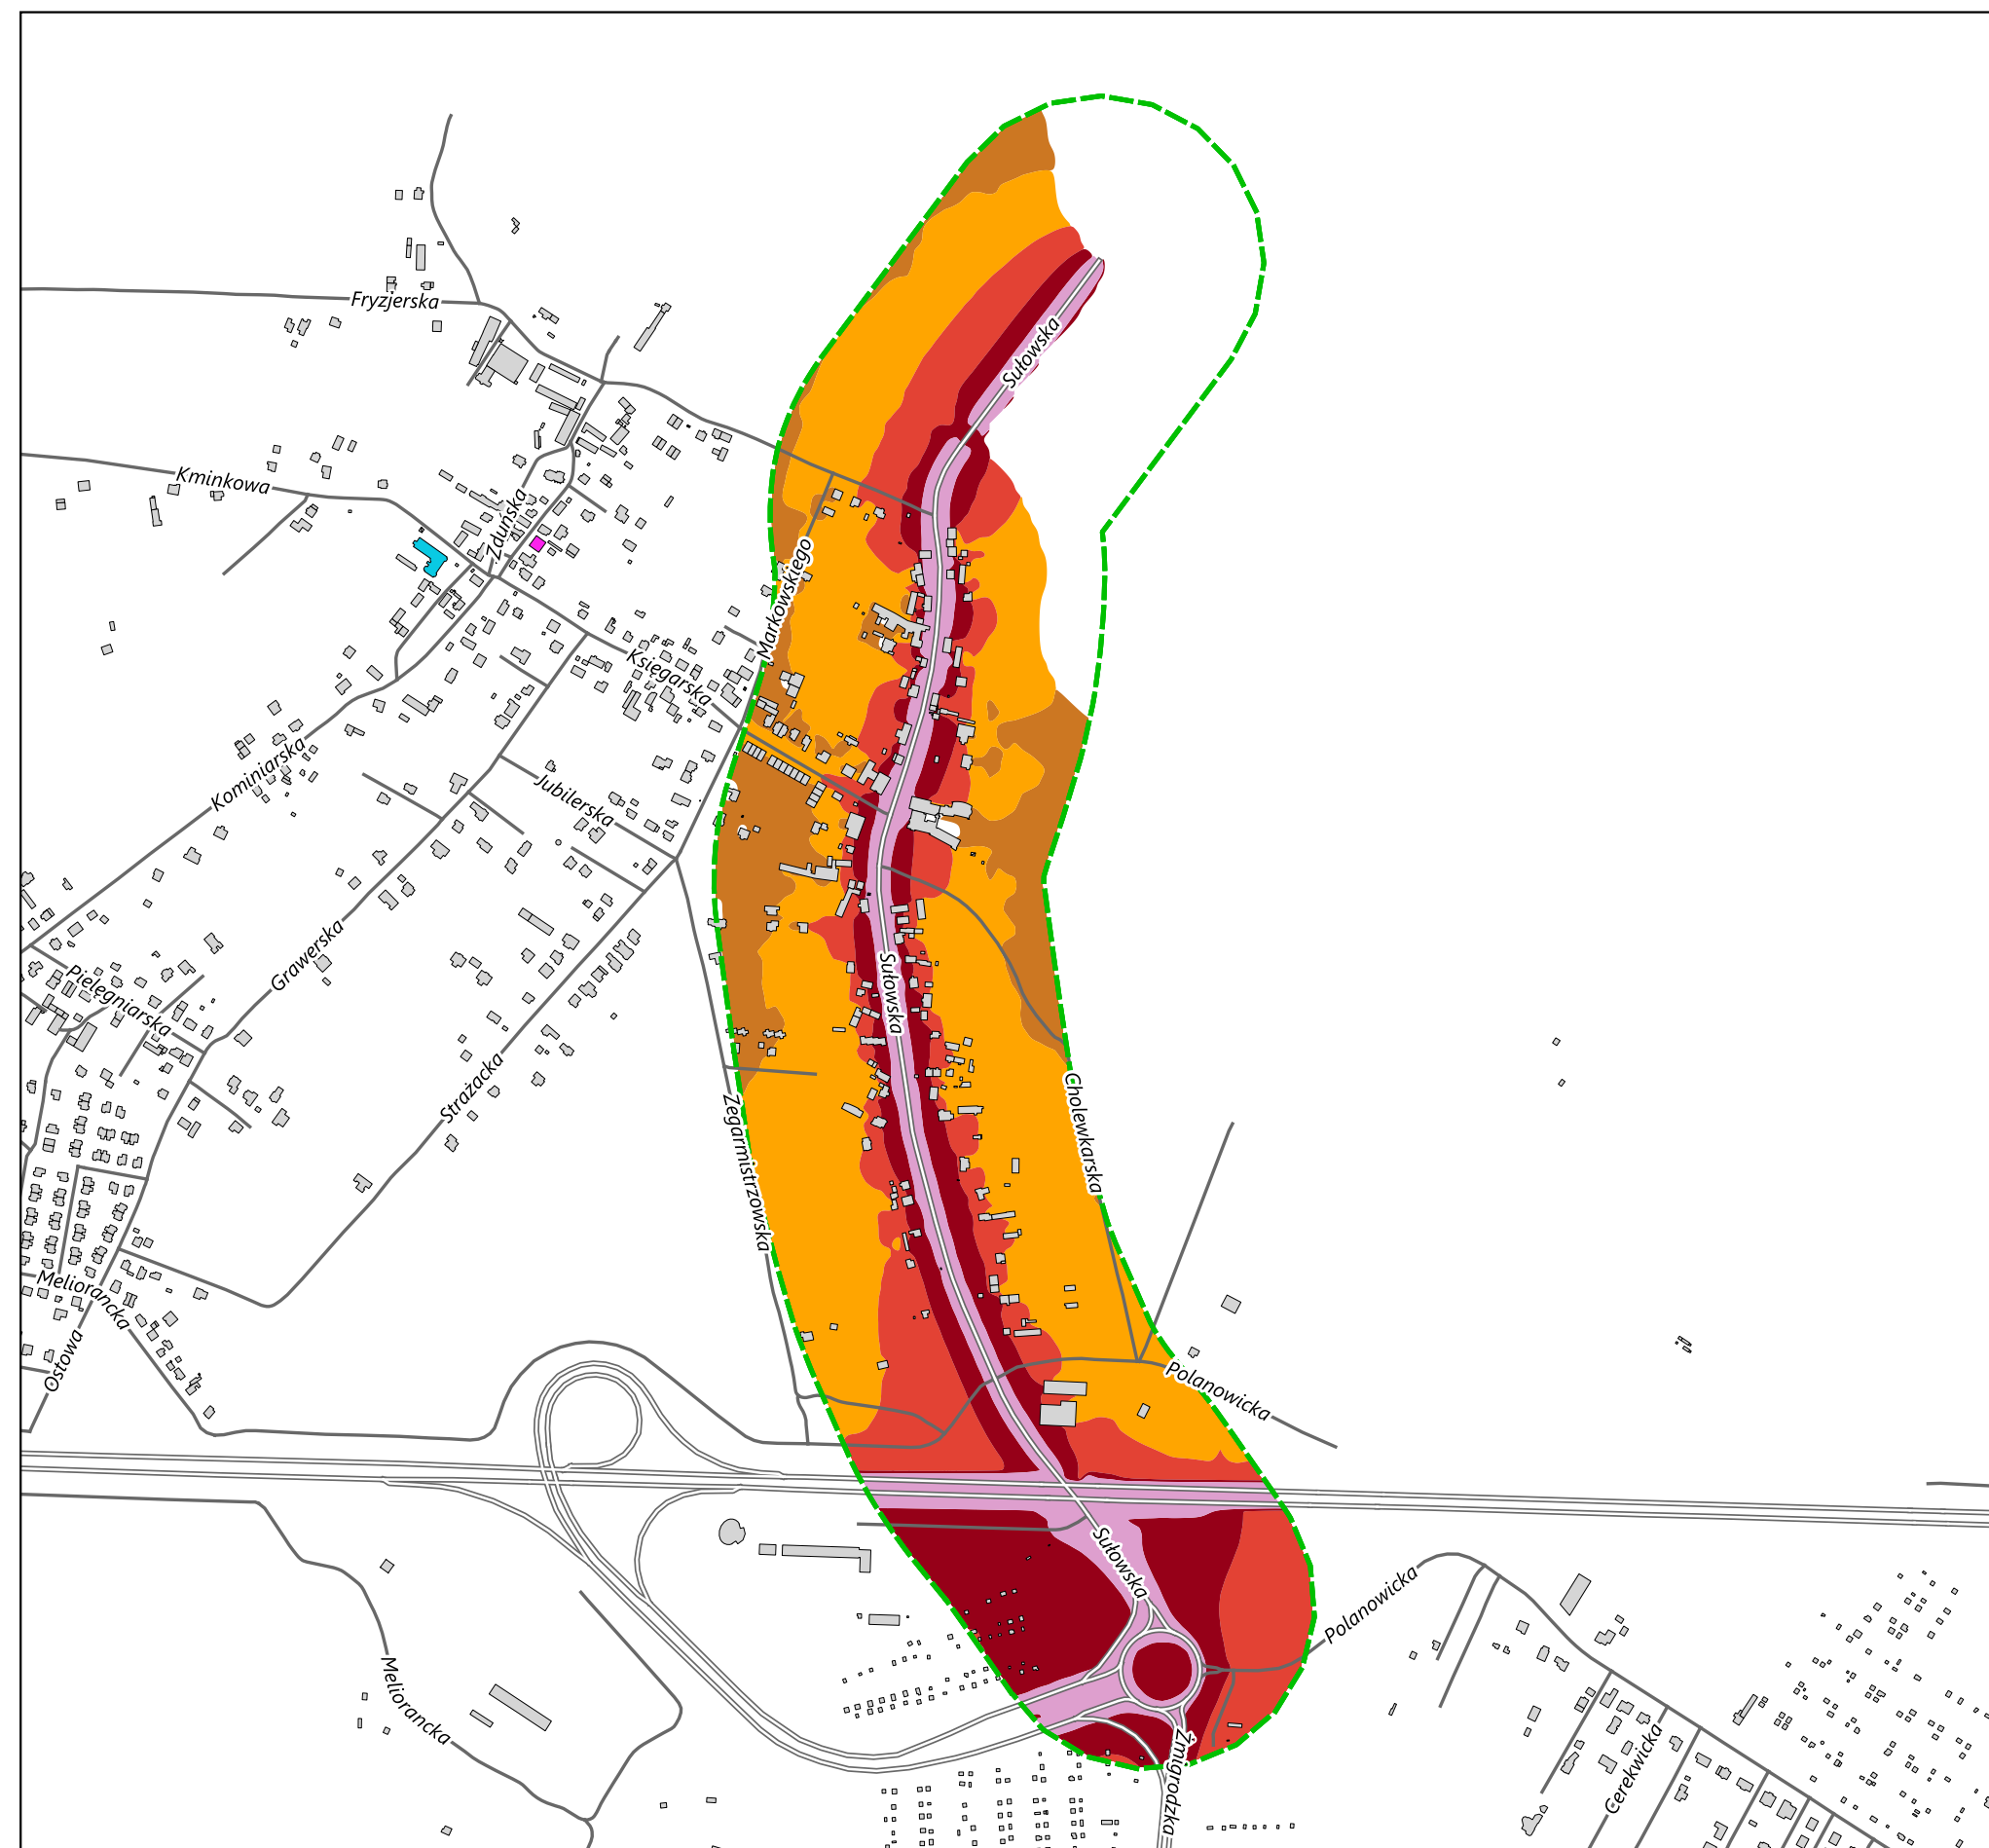 Fryzjerska
Sułowska
Kminkowa
Zduńska
Markowskiego
Księgarska
Kominiarska
Jubilerska
Grawerska
Pielęgniarska
Sułowska
Strażacka
Zegarmistrzowska
Cholewkarska
Meliorancka
Ostowa
Polanowicka
Sułowska
Polanowicka
Meliorancka
Żmigrodzka
Cerekwicka